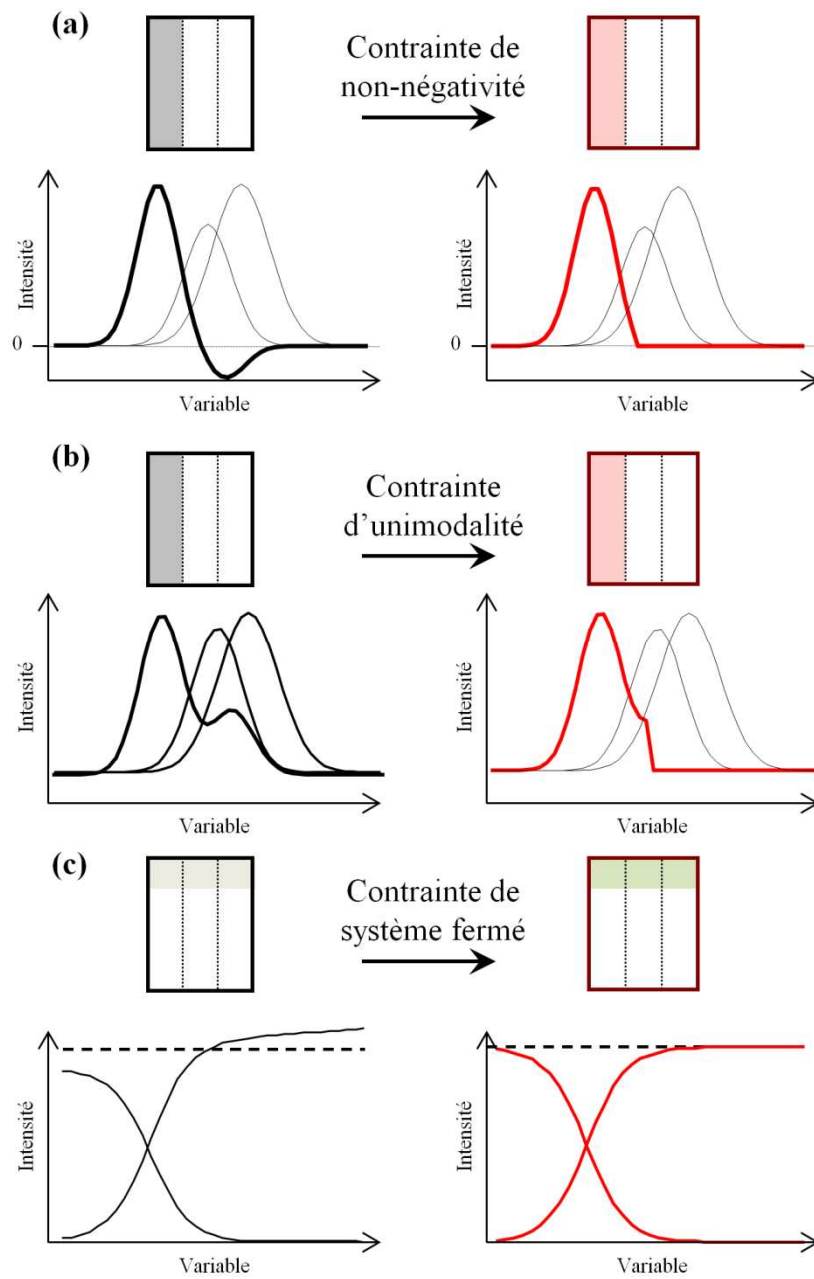 (a)
Contrainte de
non-négativité
Intensité
0
Variable
Intensité
0
Variable
(b)
Contrainte
d’unimodalité
Intensité
Variable
Intensité
Variable
(c)
Contrainte de
système fermé
Intensité
Variable
Intensité
Variable